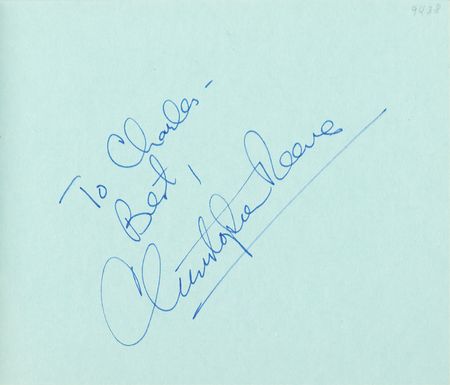 9438
To Charles -
Best!
Christopher Reeve